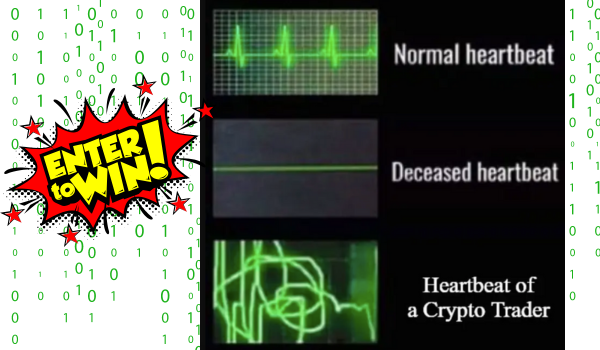 Normal heartbeat
ENTER
to WIN!
Deceased heartbeat
Heartbeat of
a Crypto Trader